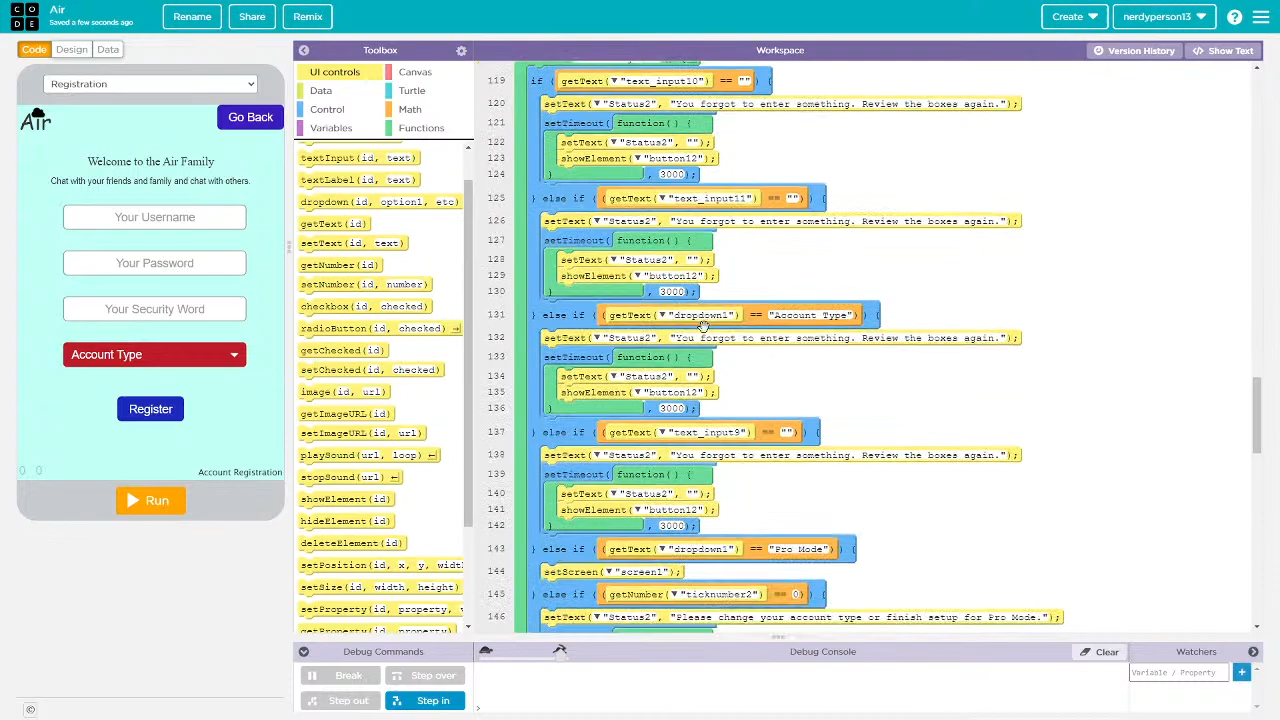 CODE
Air
Saved a few seconds ago
Rename
Share
Remix
Create
nerdyperson13
Code
Design
Data
Toolbox
Workspace
Version History
Show Text
Registration
Air
Go Back
Welcome to the Air Family
Chat with your friends and family and chat with others.
Your Username
Your Password
Your Security Word
Account Type
Register
0 0
Account Registration
Run
UI controls
Canvas
Data
Turtle
Control
Math
Variables
Functions
textInput(id, text)
textLabel(id, text)
dropdown(id, option1, etc)
getText(id)
setText(id, text)
getNumber(id)
setNumber(id, number)
checkbox(id, checked)
radioButton(id, checked)
getChecked(id)
setChecked(id, checked)
image(id, url)
getImageURL(id)
setImageURL(id, url)
playSound(url, loop)
stopSound(url)
showElement(id)
hideElement(id)
deleteElement(id)
setPosition(id, x, y, widt
setSize(id, width, height)
setProperty(id, property, v
getProperty(id, property)
119 if (getText("text_input10") == "") {
120 setText("Status2", "You forgot to enter something. Review the boxes again.");
121 setTimeout( function() {
122 setText("Status2", "");
123 showElement("button12");
124 } , 3000);
125 } else if ( (getText("text_input11") == "")) {
126 setText("Status2", "You forgot to enter something. Review the boxes again.");
127 setTimeout( function() {
128 setText("Status2", "");
129 showElement("button12");
130 } , 3000);
131 } else if ( (getText("dropdown1") == "Account Type") ) {
132 setText("Status2", "You forgot to enter something. Review the boxes again.");
133 setTimeout( function() {
134 setText("Status2", "");
135 showElement("button12");
136 } , 3000);
137 } else if ( (getText("text_input9") == "")) {
138 setText("Status2", "You forgot to enter something. Review the boxes again.");
139 setTimeout( function() {
140 setText("Status2", "");
141 showElement("button12");
142 } , 3000);
143 } else if ( (getText("dropdown1") == "Pro Mode") ) {
144 setScreen("screen1");
145 } else if ( (getNumber("ticknumber2") == 0) ) {
146 setText("Status2", "Please change your account type or finish setup for Pro Mode.");
Debug Commands
Debug Console
Clear
Watchers
Break
Step over
Step out
Step in
Variable / Property
>